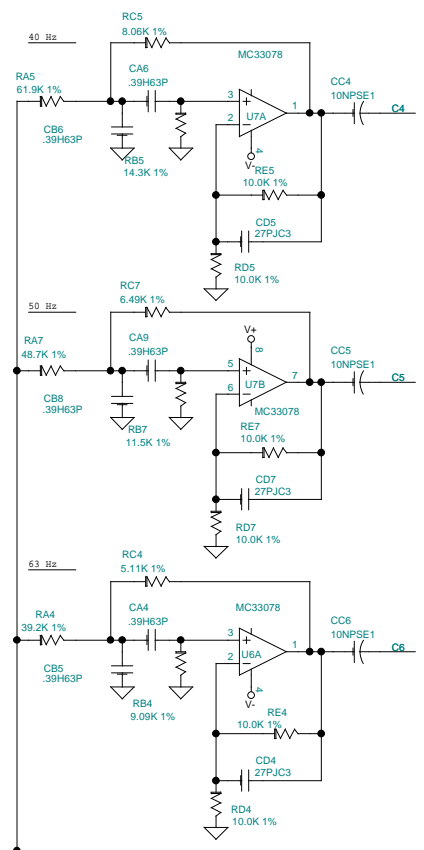 RC5
8.06K 1%
40 Hz
MC33078
RA5
61.9K 1%
CA6
.39H63P
CC4
10NPSE1
C4
3
1
2
U7A
CB6
.39H63P
4
V-
RB5
14.3K 1%
RE5
10.0K 1%
CD5
27PJC3
RD5
10.0K 1%
RC7
6.49K 1%
50 Hz
V+
8
RA7
48.7K 1%
CA9
.39H63P
CC5
10NPSE1
C5
5
7
6
U7B
CB8
.39H63P
MC33078
RB7
11.5K 1%
RE7
10.0K 1%
CD7
27PJC3
RD7
10.0K 1%
RC4
5.11K 1%
63 Hz
CA4
.39H63P
MC33078
RA4
39.2K 1%
CC6
10NPSE1
C6
3
1
2
U6A
CB5
.39H63P
4
V-
RB4
9.09K 1%
RE4
10.0K 1%
CD4
27PJC3
RD4
10.0K 1%